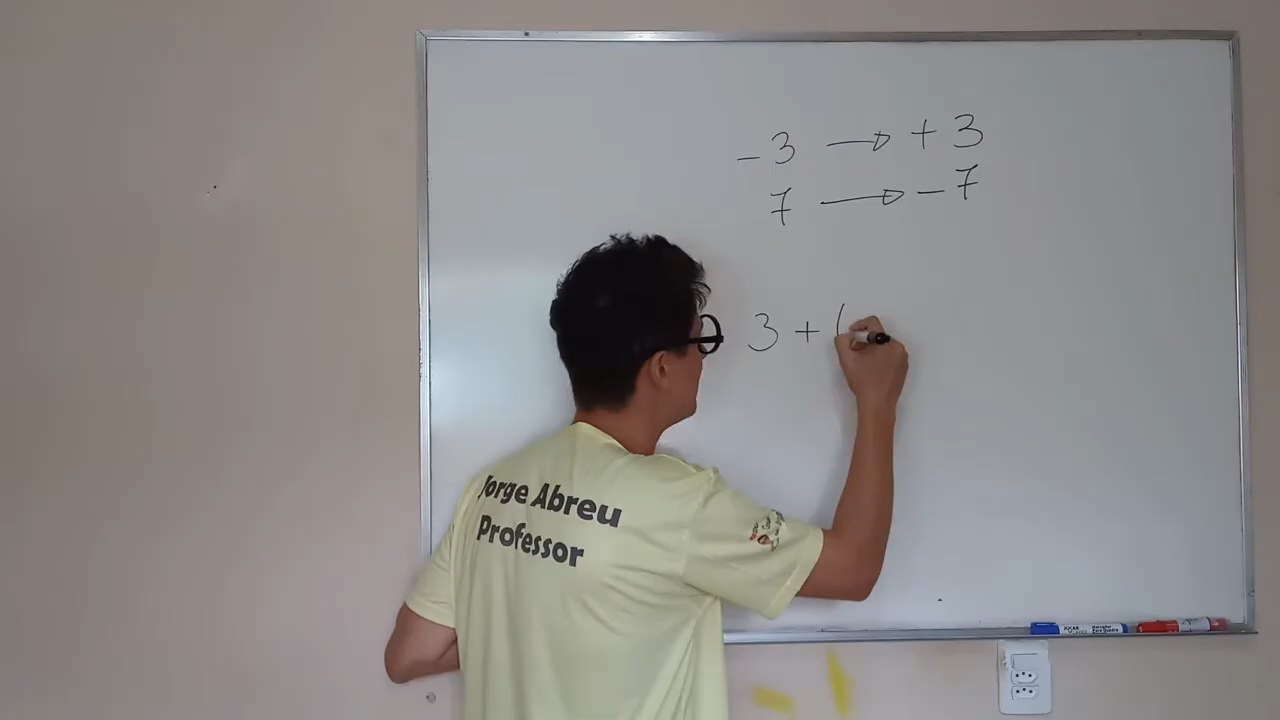 - 3 → + 3
7 → - 7
3 + (
Jorge Abreu
Professor